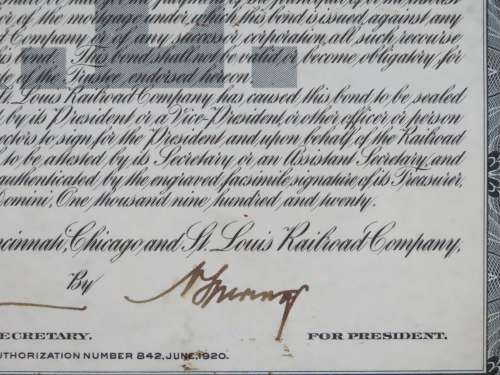 of the mortgage under which this bond is issued, against any
Company or of any successor corporation, all such recourse
bond. This bond shall not be valid or become obligatory for
of the Trustee endorsed hereon.
St. Louis Railroad Company has caused this bond to be sealed
by its President or a Vice-President, or other officer or person
to sign for the President and upon behalf of the Railroad
to be attested by its Secretary or an Assistant Secretary, and
authenticated by the engraved facsimile signature of its Treasurer,
One thousand nine hundred, and twenty.
Chicago and St. Louis Railroad Company,
By
SECRETARY. FOR PRESIDENT.
AUTHORIZATION NUMBER 842, JUNE, 1920.